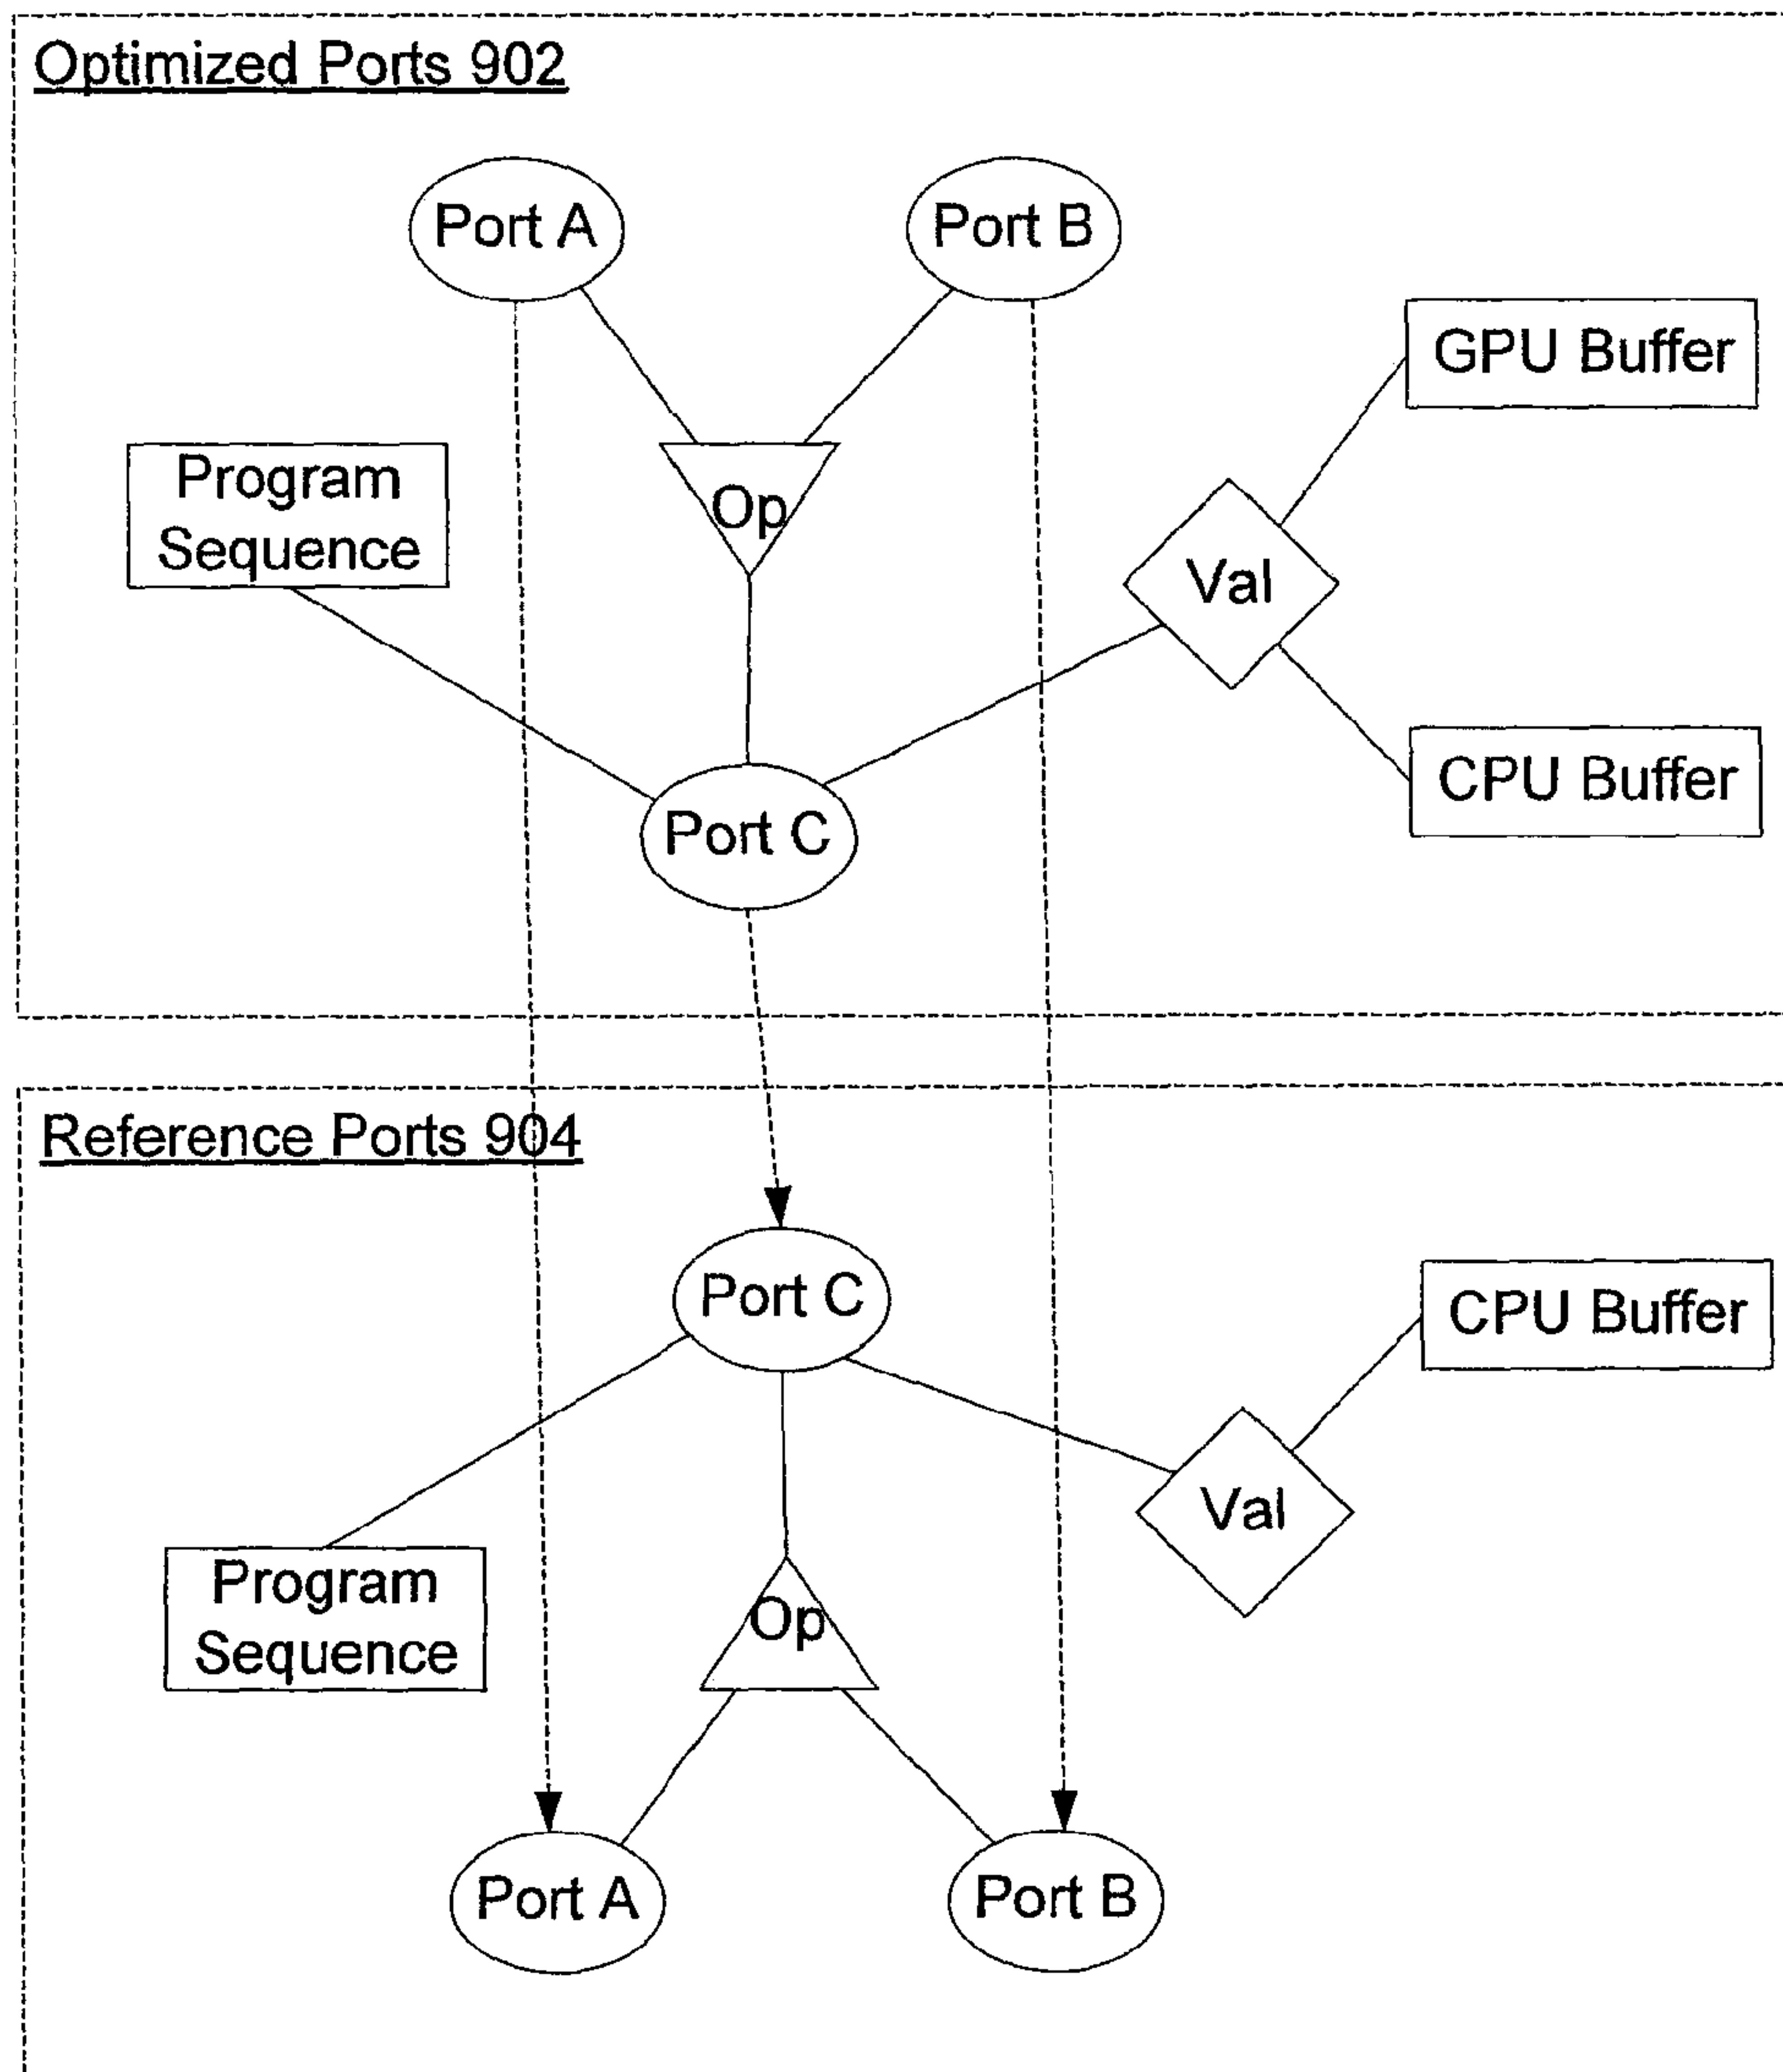 Optimized Ports 902
Port A
Port B
GPU Buffer
Program
Sequence
Op
Val
CPU Buffer
Port C
Reference Ports 904
Port C
CPU Buffer
Val
Program
Sequence
Op
Port A
Port B